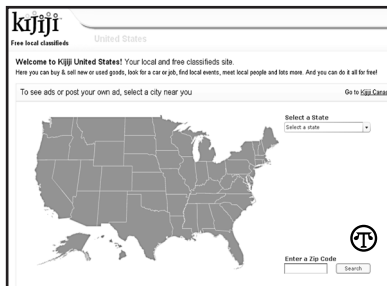 kijiji
Free local classifieds
United States
Welcome to Kijiji United States! Your local and free classifieds site.
Here you can buy & sell new or used goods, look for a car or job, find local events, meet local people and lots more. And you can do it all for free!
To see ads or post your own ad, select a city near you
Go to Kijiji Canad
Select a State
Select a state
Enter a Zip Code
Search